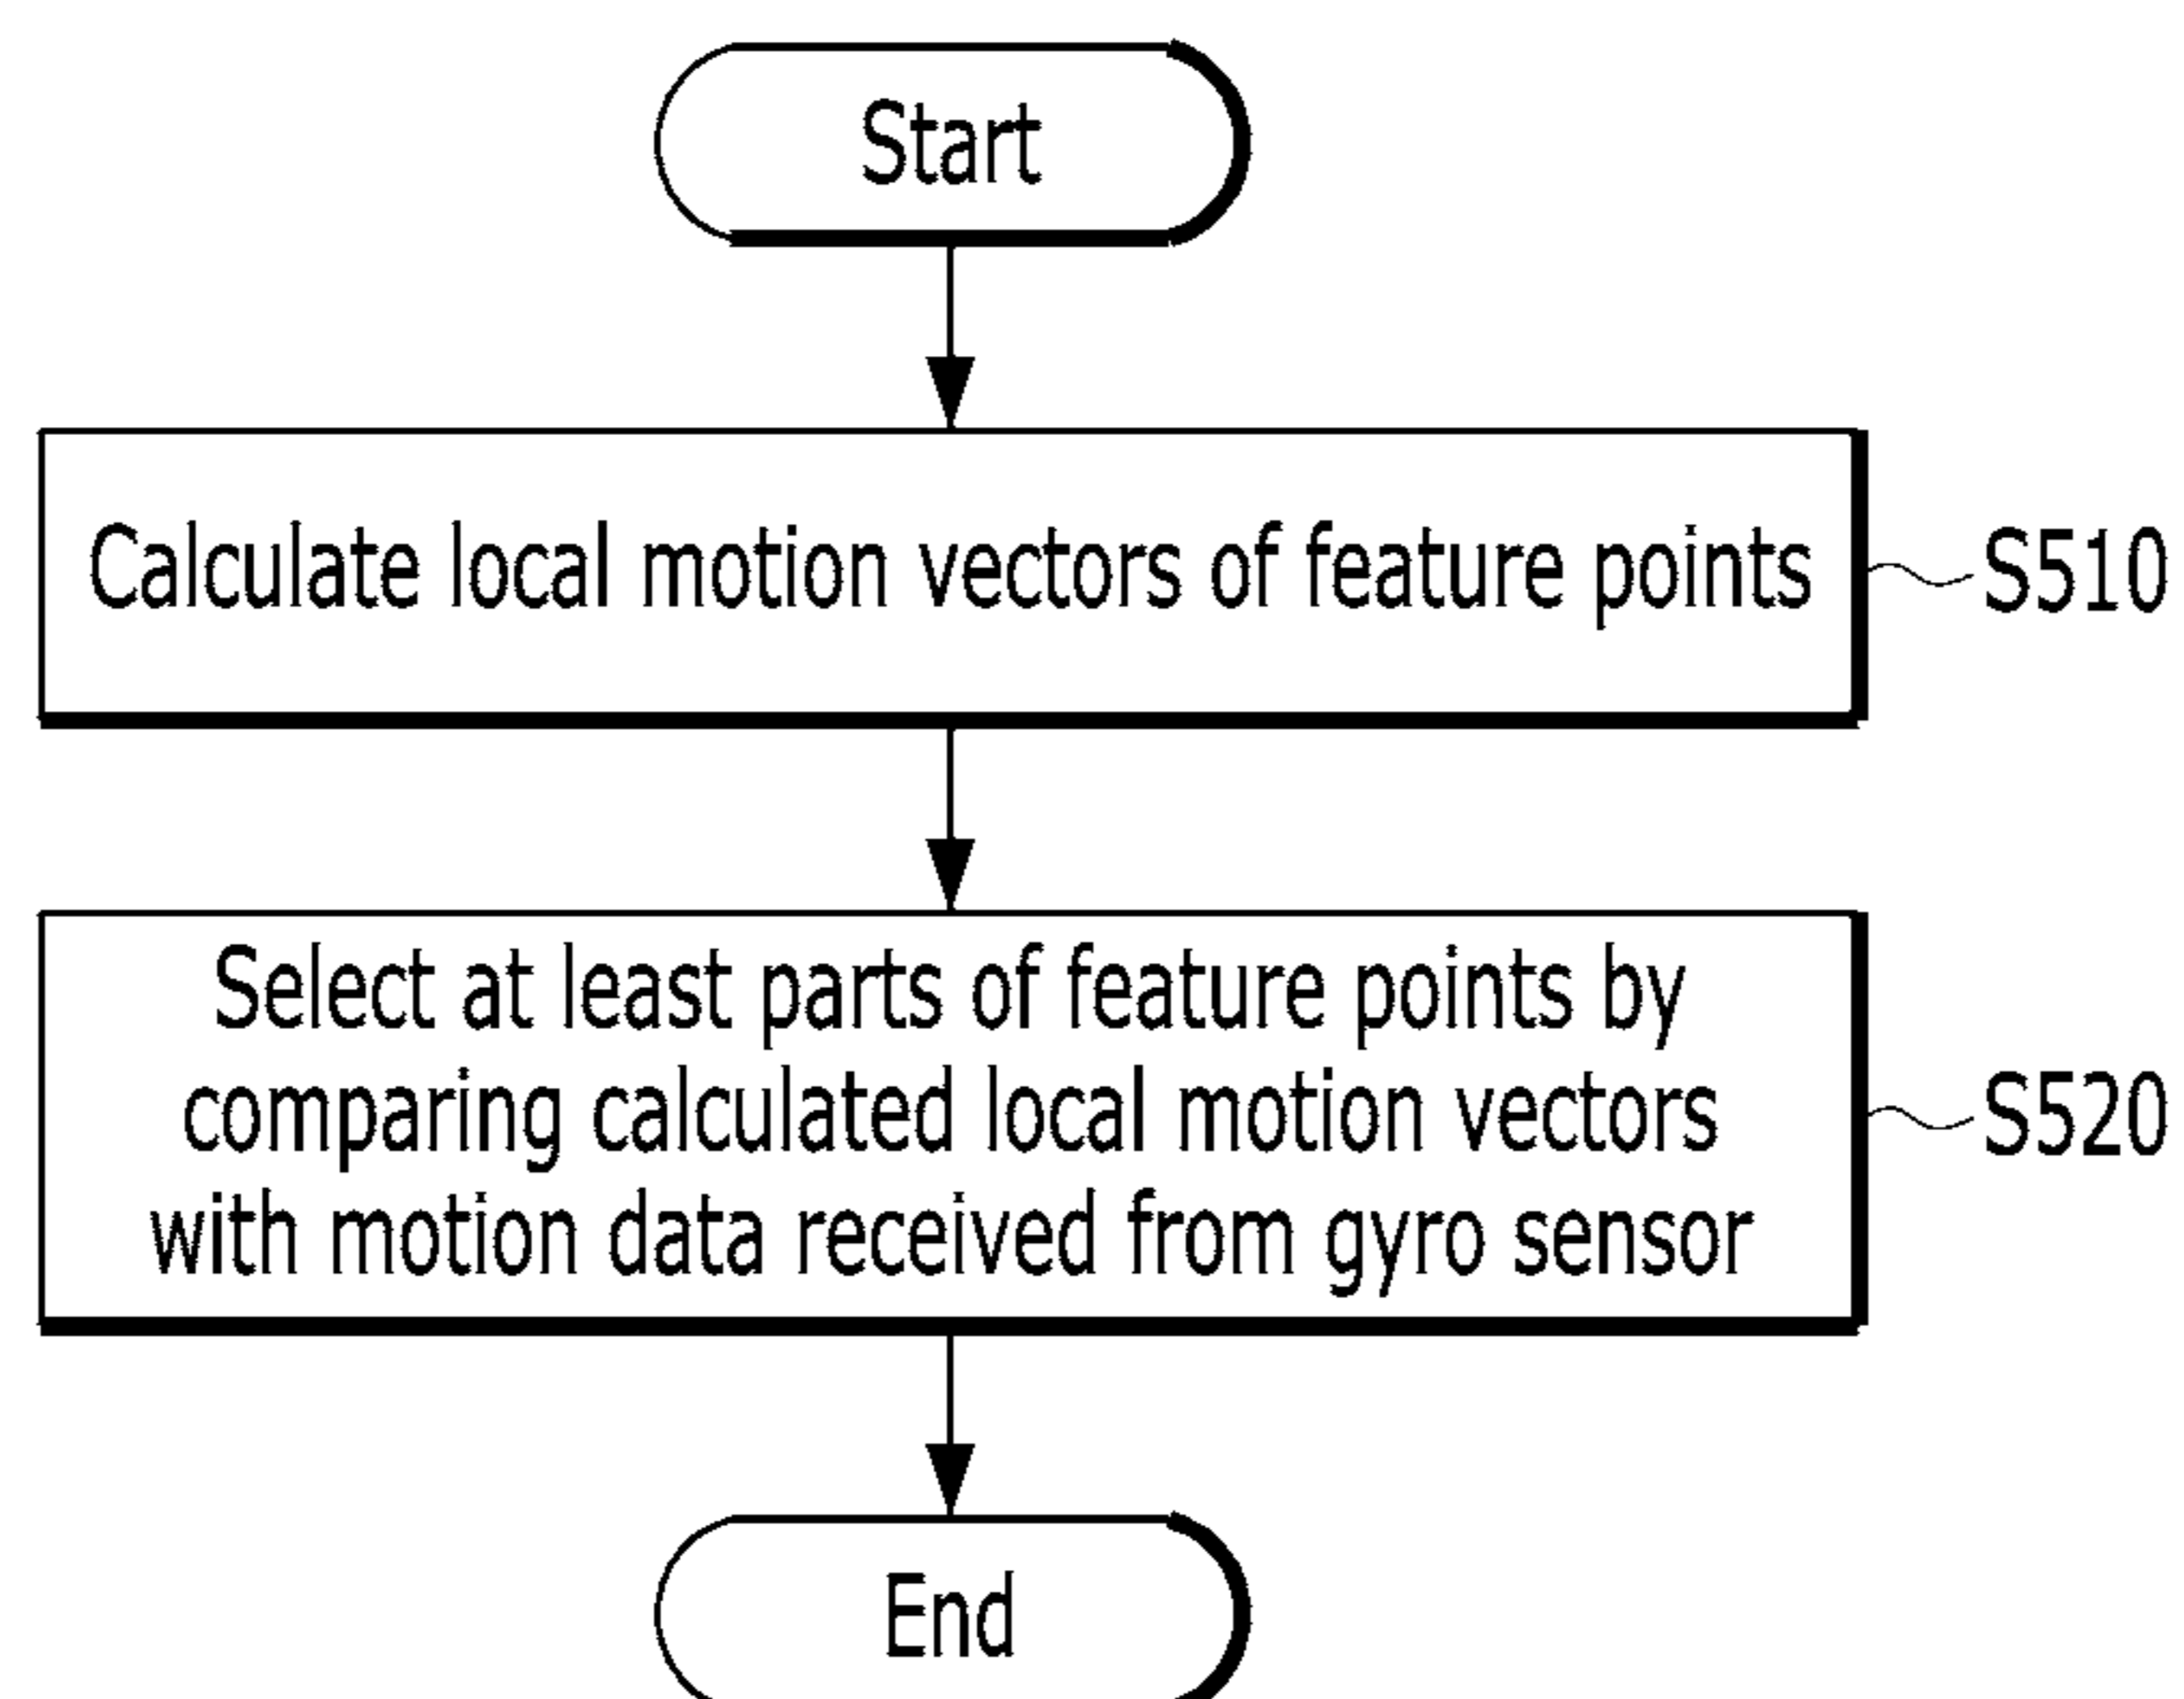 Start
Calculate local motion vectors of feature points
S510
Select at least parts of feature points by
comparing calculated local motion vectors
with motion data received from gyro sensor
S520
End